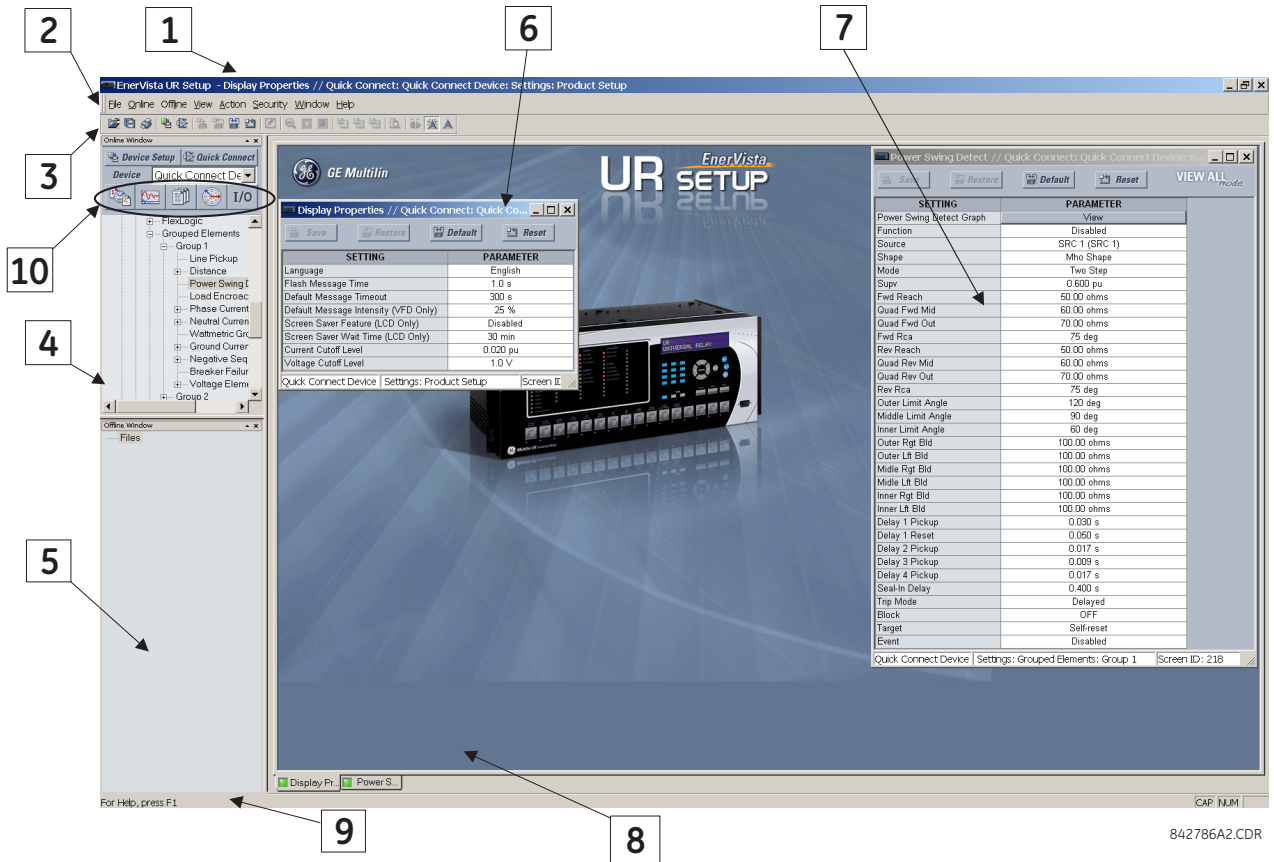 2
1
6
7
EnerVista UR Setup - Display Properties // Quick Connect: Quick Connect Device: Settings: Product Setup
File Online Offline View Action Security Window Help
3
Online Window
Device Setup Quick Connect
Device Quick Connect De
I/O
10
FlexLogic
Grouped Elements
Group 1
Line Pickup
Distance
Power Swing D
Load Encroac
Phase Current
Neutral Curren
Wattmetric Gro
Ground Curren
Negative Seq
Breaker Failur
Voltage Eleme
Group 2
4
Offline Window
Files
5
GE Multilin
UR EnerVista
SETUP
Display Properties // Quick Connect: Quick Co...
Save Restore Default Reset
SETTING PARAMETER
Language English
Flash Message Time 1.0 s
Default Message Timeout 300 s
Default Message Intensity (VFD Only) 25 %
Screen Saver Feature (LCD Only) Disabled
Screen Saver Wait Time (LCD Only) 30 min
Current Cutoff Level 0.020 pu
Voltage Cutoff Level 1.0 V
Quick Connect Device Settings: Product Setup Screen ID
UR
UNIVERSAL RELAY
Power Swing Detect // Quick Connect: Quick Connect Device: S...
Save Restore Default Reset VIEW ALL mode
SETTING PARAMETER
Power Swing Detect Graph View
Function Disabled
Source SRC 1 (SRC 1)
Shape Mho Shape
Mode Two Step
Supv 0.600 pu
Fwd Reach 50.00 ohms
Quad Fwd Mid 60.00 ohms
Quad Fwd Out 70.00 ohms
Fwd Rca 75 deg
Rev Reach 50.00 ohms
Quad Rev Mid 60.00 ohms
Quad Rev Out 70.00 ohms
Rev Rca 75 deg
Outer Limit Angle 120 deg
Middle Limit Angle 90 deg
Inner Limit Angle 60 deg
Outer Rgt Bld 100.00 ohms
Outer Lft Bld 100.00 ohms
Midle Rgt Bld 100.00 ohms
Midle Lft Bld 100.00 ohms
Inner Rgt Bld 100.00 ohms
Inner Lft Bld 100.00 ohms
Delay 1 Pickup 0.030 s
Delay 1 Reset 0.050 s
Delay 2 Pickup 0.017 s
Delay 3 Pickup 0.009 s
Delay 4 Pickup 0.017 s
Seal-In Delay 0.400 s
Trip Mode Delayed
Block OFF
Target Self-reset
Event Disabled
Quick Connect Device Settings: Grouped Elements: Group 1 Screen ID: 218
Display Pr... Power S...
For Help, press F1
CAP NUM
9
8
842786A2.CDR